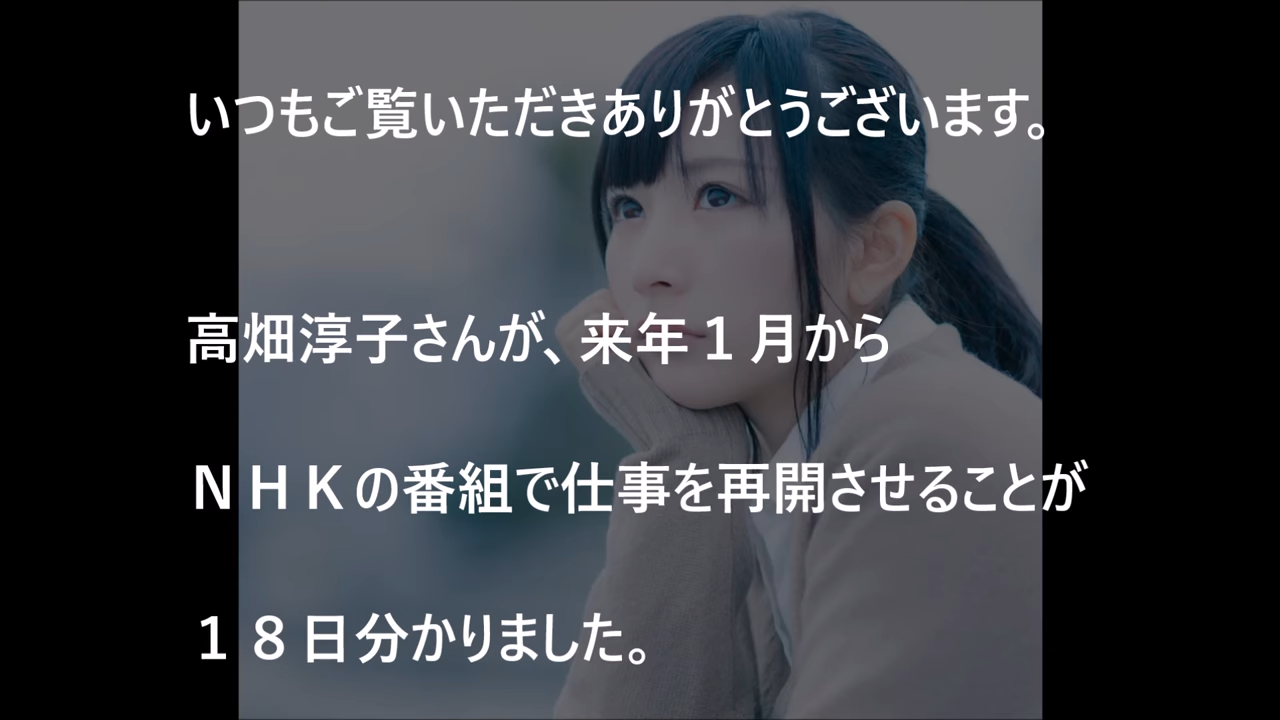 いつもご覧いただきありがとうございます。
高畑淳子さんが、来年１月から
ＮＨＫの番組で仕事を再開させることが
１８日分かりました。